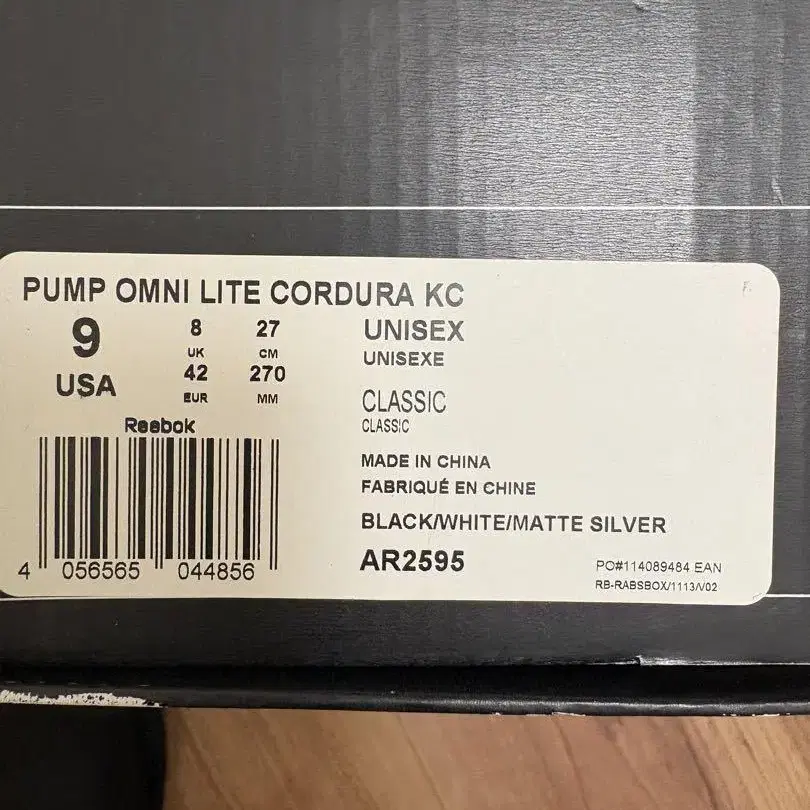 PUMP OMNI LITE CORDURA KC
9
USA
8
UK
42
EUR
27
CM
270
MM
UNISEX
UNISEXE
CLASSIC
CLASSIC
Reebok
MADE IN CHINA
FABRIQUÉ EN CHINE
BLACK/WHITE/MATTE SILVER
AR2595
4 056565 044856
PO#114089484 EAN
RB-RABSBOX/1113/V02
F.